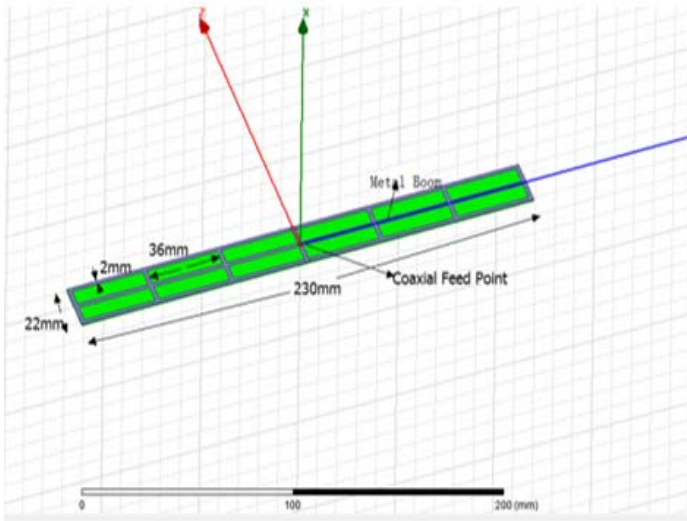 Z
X
Metal Boom
36mm
2mm
Coaxial Feed Point
230mm
22mm
0 100 200 (mm)